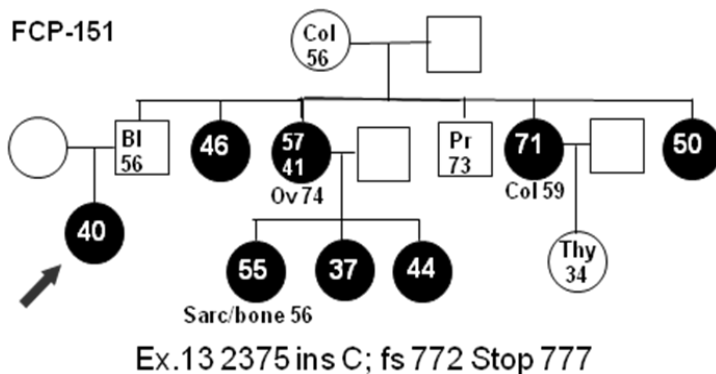 FCP-151
Col
56
Bl
56
46
57
41
Ov 74
Pr
73
71
Col 59
50
40
55
Sarc/bone 56
37
44
Thy
34
Ex.13 2375 ins C; fs 772 Stop 777